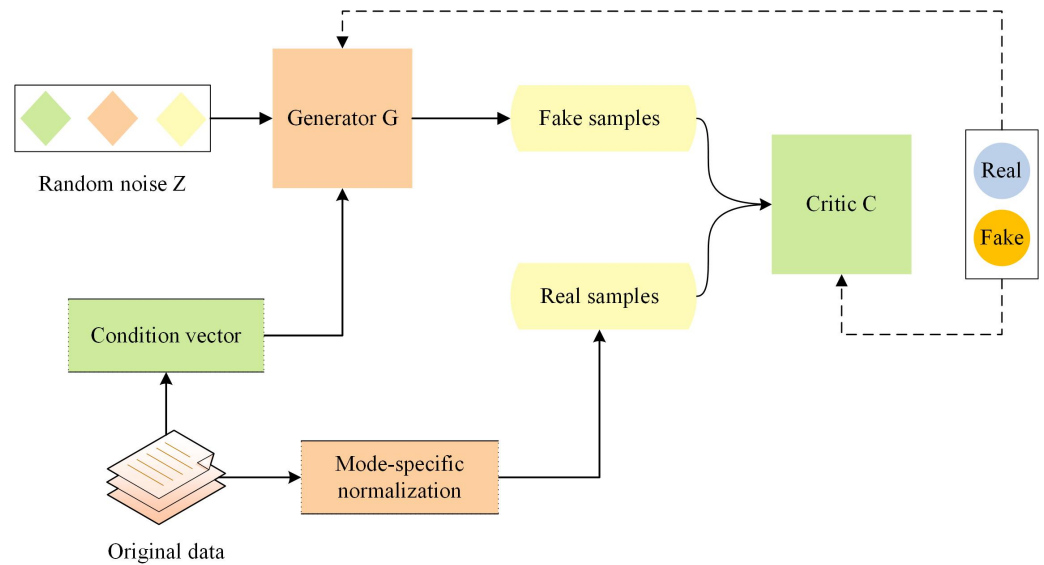 Generator G
Fake samples
Real
Random noise Z
Critic C
Fake
Real samples
Condition vector
Mode-specific
normalization
Original data